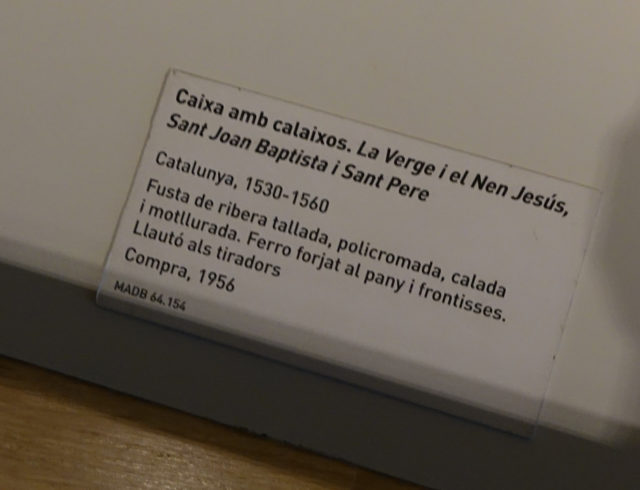 Caixa amb calaixos. La Verge i el Nen Jesús,
Sant Joan Baptista i Sant Pere
Catalunya, 1530-1560
Fusta de ribera tallada, policromada, calada
i motllurada. Ferro forjat al pany i frontisses.
Llautó als tiradors
Compra, 1956
MADB 64.154